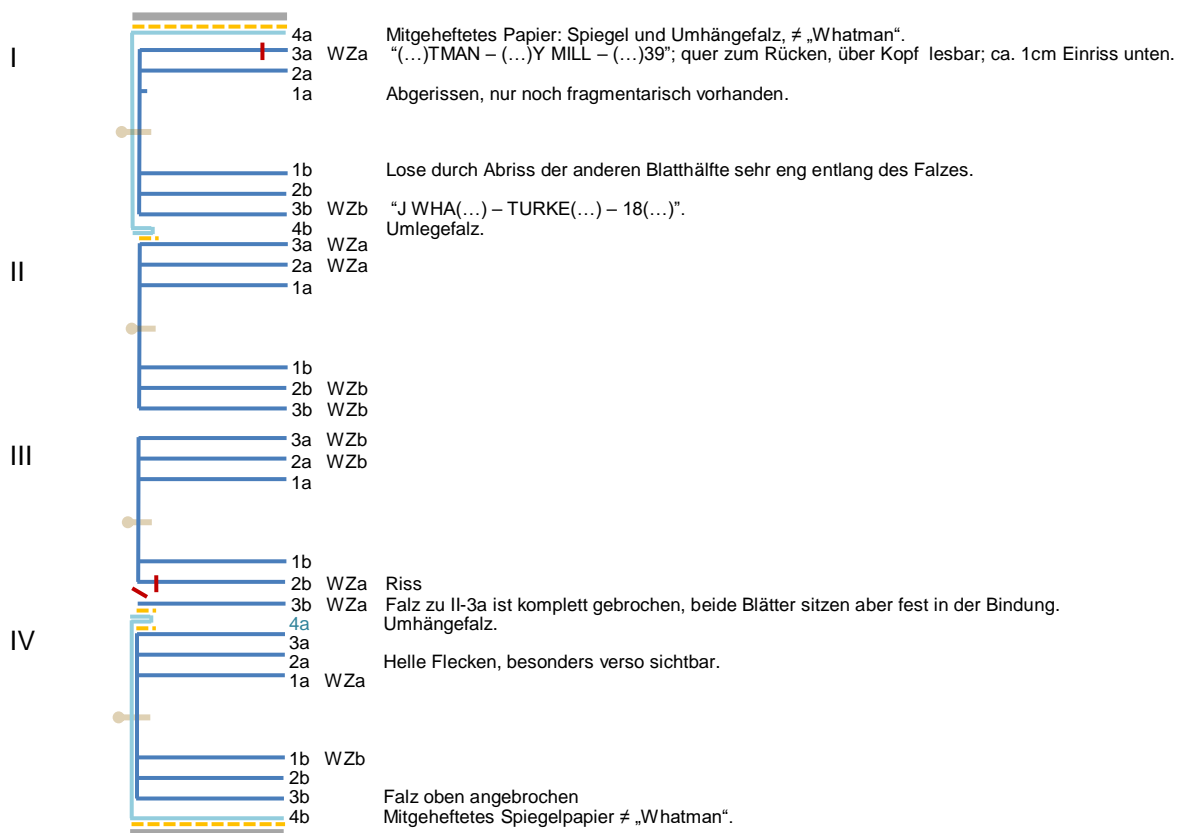 4a Mitgeheftetes Papier: Spiegel und Umhängefalz, ≠ „Whatman“.
I
3a WZa “(…)TMAN – (…)Y MILL – (…)39”; quer zum Rücken, über Kopf lesbar; ca. 1cm Einriss unten.
2a
1a Abgerissen, nur noch fragmentarisch vorhanden.
1b Lose durch Abriss der anderen Blatthälfte sehr eng entlang des Falzes.
2b
3b WZb “J WHA(…) – TURKE(…) – 18(…)”.
4b Umlegefalz.
3a WZa
II
2a WZa
1a
1b
2b WZb
3b WZb
3a WZb
III
2a WZb
1a
1b
2b WZa Riss
3b WZa Falz zu II-3a ist komplett gebrochen, beide Blätter sitzen aber fest in der Bindung.
4a Umhängefalz.
IV
3a
2a Helle Flecken, besonders verso sichtbar.
1a WZa
1b WZb
2b
3b Falz oben angebrochen
4b Mitgeheftetes Spiegelpapier ≠ „Whatman“.